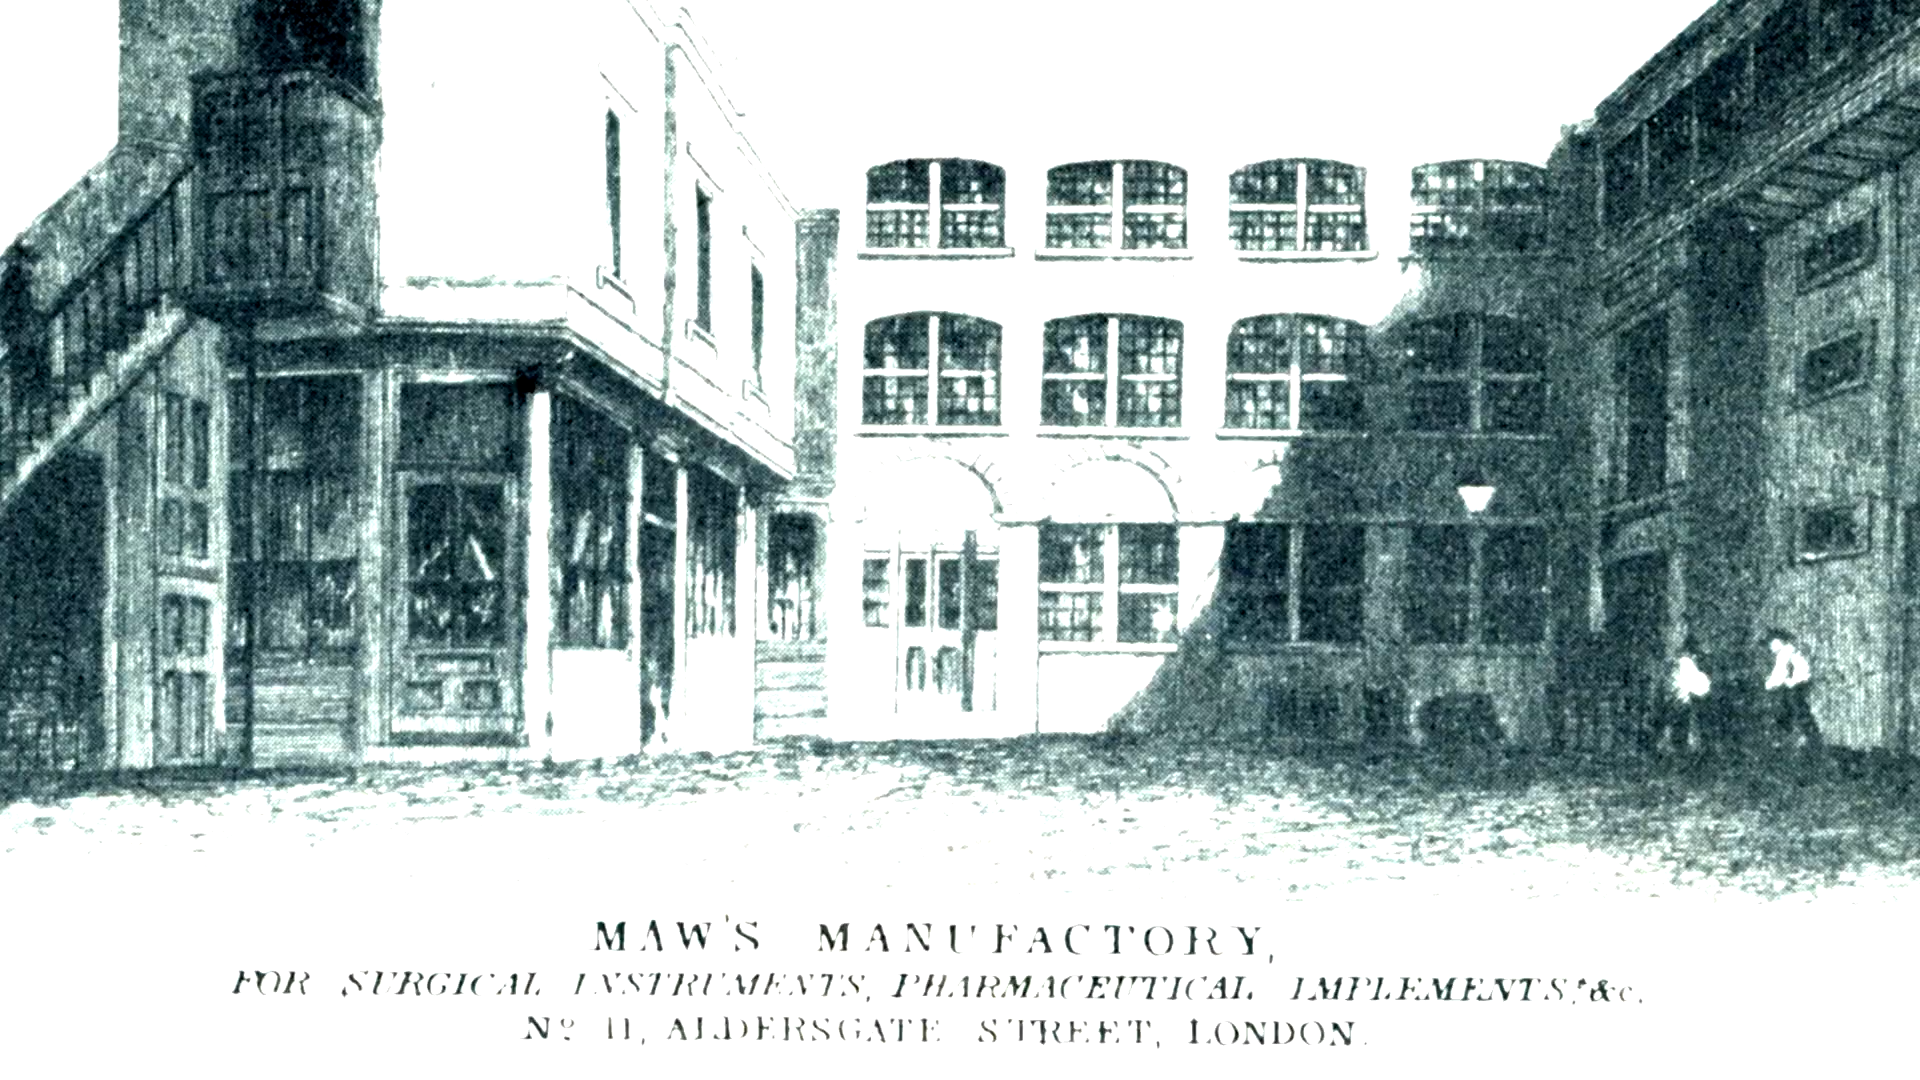 MAW'S MANUFACTORY,
FOR SURGICAL INSTRUMENTS, PHARMACEUTICAL IMPLEMENTS, &c.
No 11, ALDERSGATE STREET, LONDON.